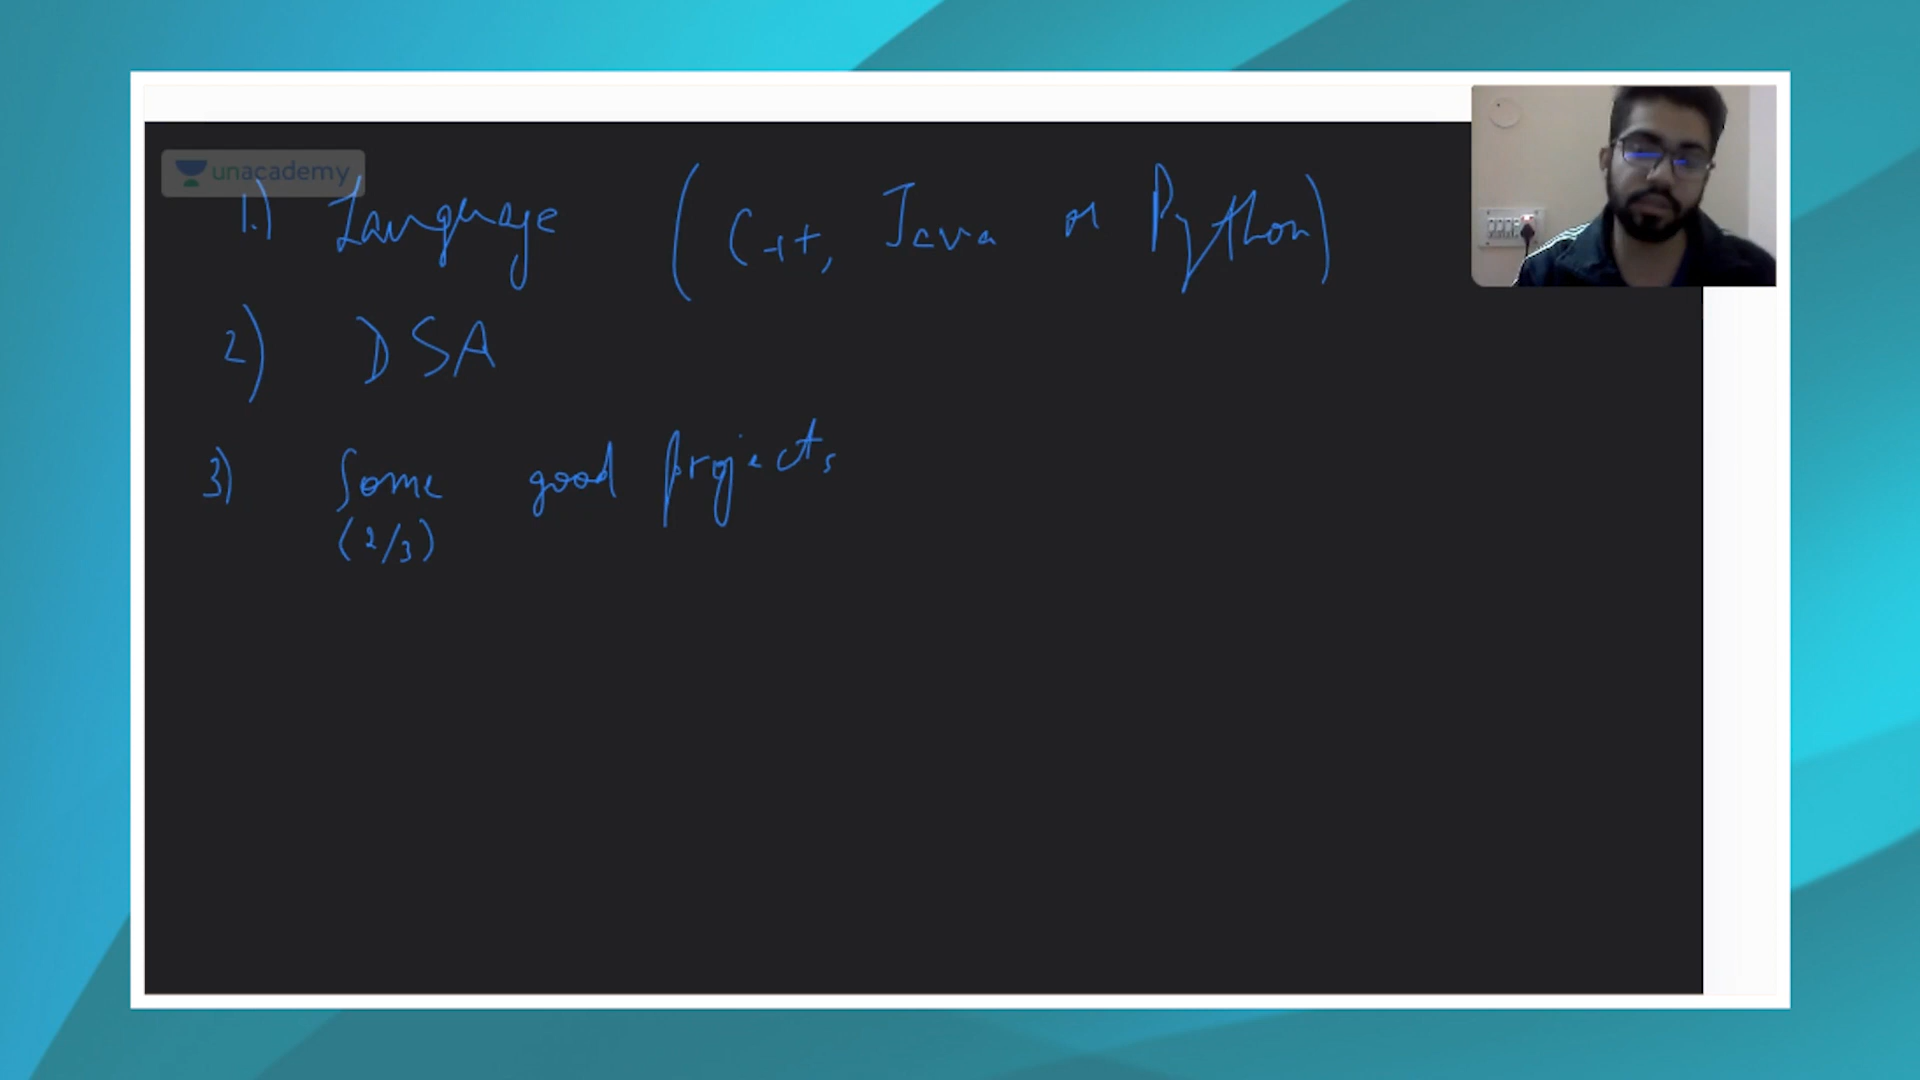 unacademy
1.) Language (C++, Java or Python)
2) DSA
3) Some good projects
(2/3)